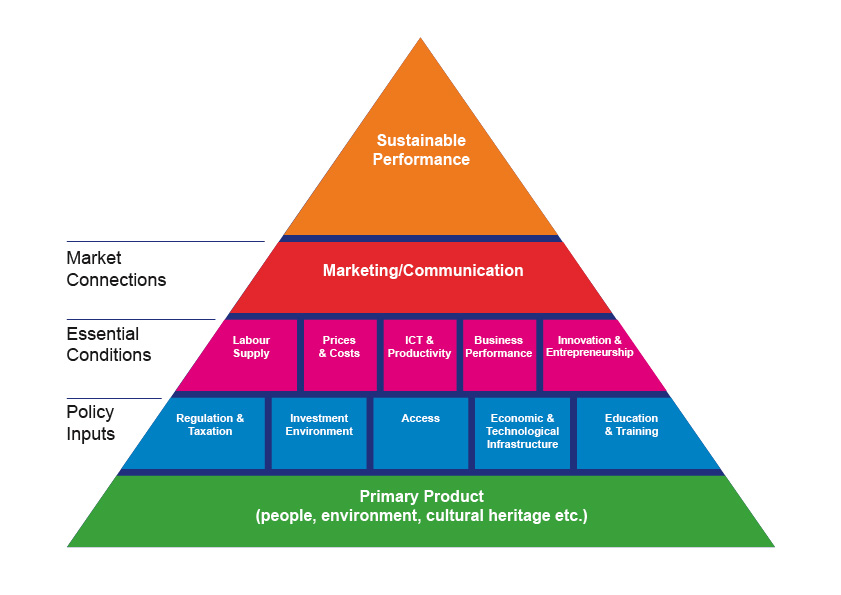 Sustainable
Performance
Market
Connections
Marketing/Communication
Essential
Conditions
Labour
Supply
Prices
& Costs
ICT &
Productivity
Business
Performance
Innovation &
Entrepreneurship
Policy
Inputs
Regulation &
Taxation
Investment
Environment
Access
Economic &
Technological
Infrastructure
Education
& Training
Primary Product
(people, environment, cultural heritage etc.)